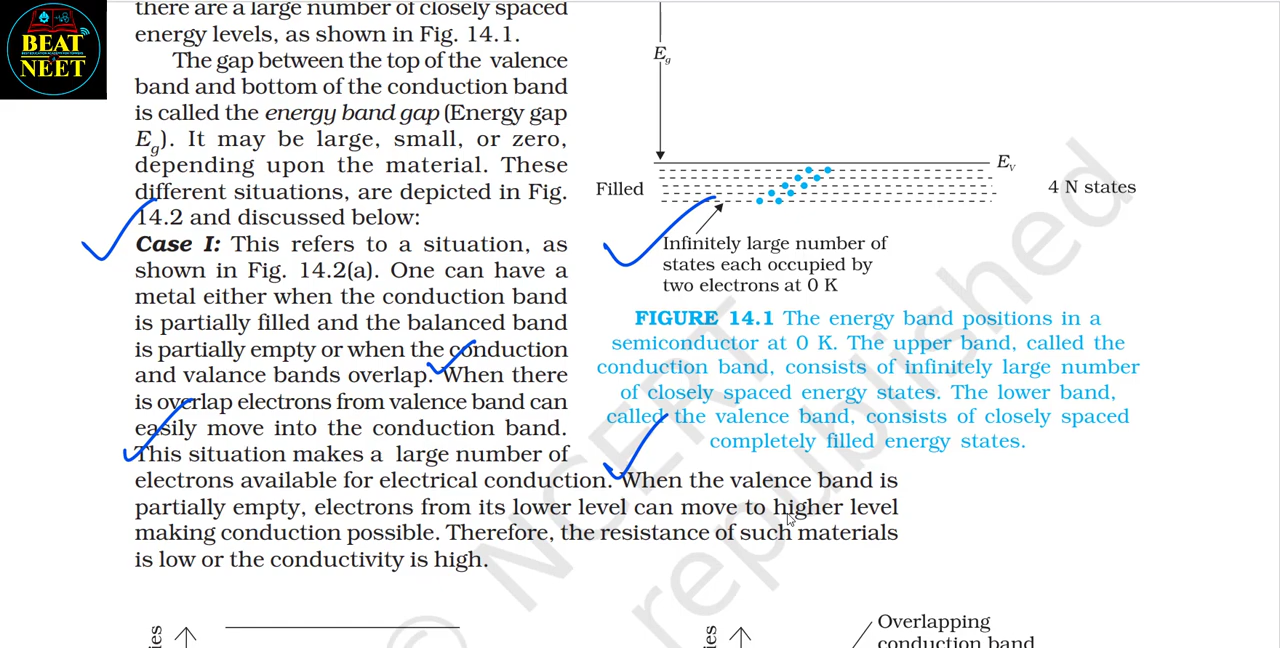 BEAT
NEET
there are a large number of closely spaced
energy levels, as shown in Fig. 14.1.
The gap between the top of the valence
band and bottom of the conduction band
is called the energy band gap (Energy gap
Eg). It may be large, small, or zero,
depending upon the material. These
different situations, are depicted in Fig.
14.2 and discussed below:
Case I: This refers to a situation, as
shown in Fig. 14.2(a). One can have a
metal either when the conduction band
is partially filled and the balanced band
is partially empty or when the conduction
and valance bands overlap. When there
is overlap electrons from valence band can
easily move into the conduction band.
This situation makes a large number of
electrons available for electrical conduction. When the valence band is
partially empty, electrons from its lower level can move to higher level
making conduction possible. Therefore, the resistance of such materials
is low or the conductivity is high.
Eg
EV
Filled
4 N states
Infinitely large number of
states each occupied by
two electrons at 0 K
FIGURE 14.1 The energy band positions in a
semiconductor at 0 K. The upper band, called the
conduction band, consists of infinitely large number
of closely spaced energy states. The lower band,
called the valence band, consists of closely spaced
completely filled energy states.
© NCERT
republished
ies
ies
Overlapping
conduction band